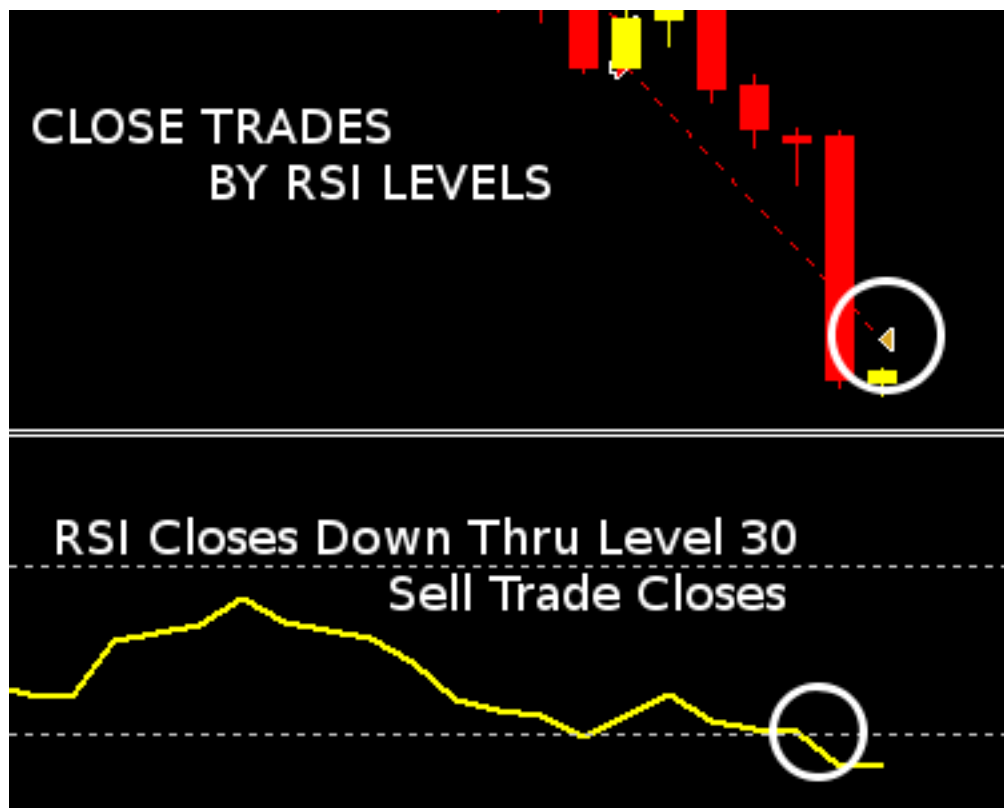 CLOSE TRADES
BY RSI LEVELS
RSI Closes Down Thru Level 30
Sell Trade Closes